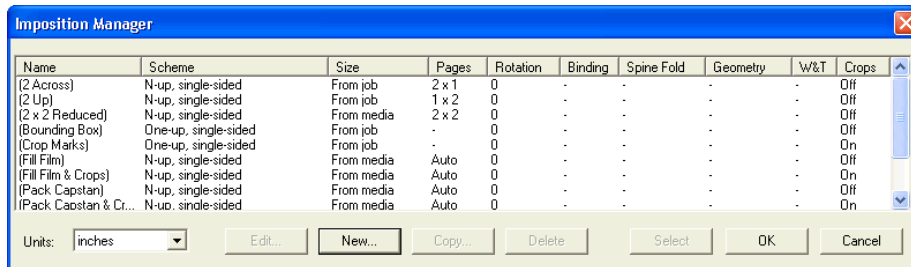 Imposition Manager
Name Scheme Size Pages Rotation Binding Spine Fold Geometry W&T Crops
(2 Across) N-up, single-sided From job 2 x 1 0 - - - - Off
(2 Up) N-up, single-sided From job 1 x 2 0 - - - - Off
(2 x 2 Reduced) N-up, single-sided From media 2 x 2 0 - - - - Off
(Bounding Box) One-up, single-sided From job - 0 - - - - Off
(Crop Marks) One-up, single-sided From job - 0 - - - - On
(Fill Film) N-up, single-sided From media Auto 0 - - - - Off
(Fill Film & Crops) N-up, single-sided From media Auto 0 - - - - On
(Pack Capstan) N-up, single-sided From media Auto 0 - - - - Off
(Pack Capstan & Cr... N-up, single-sided From media Auto 0 - - - - On
Units: inches Edit... New... Copy... Delete Select OK Cancel